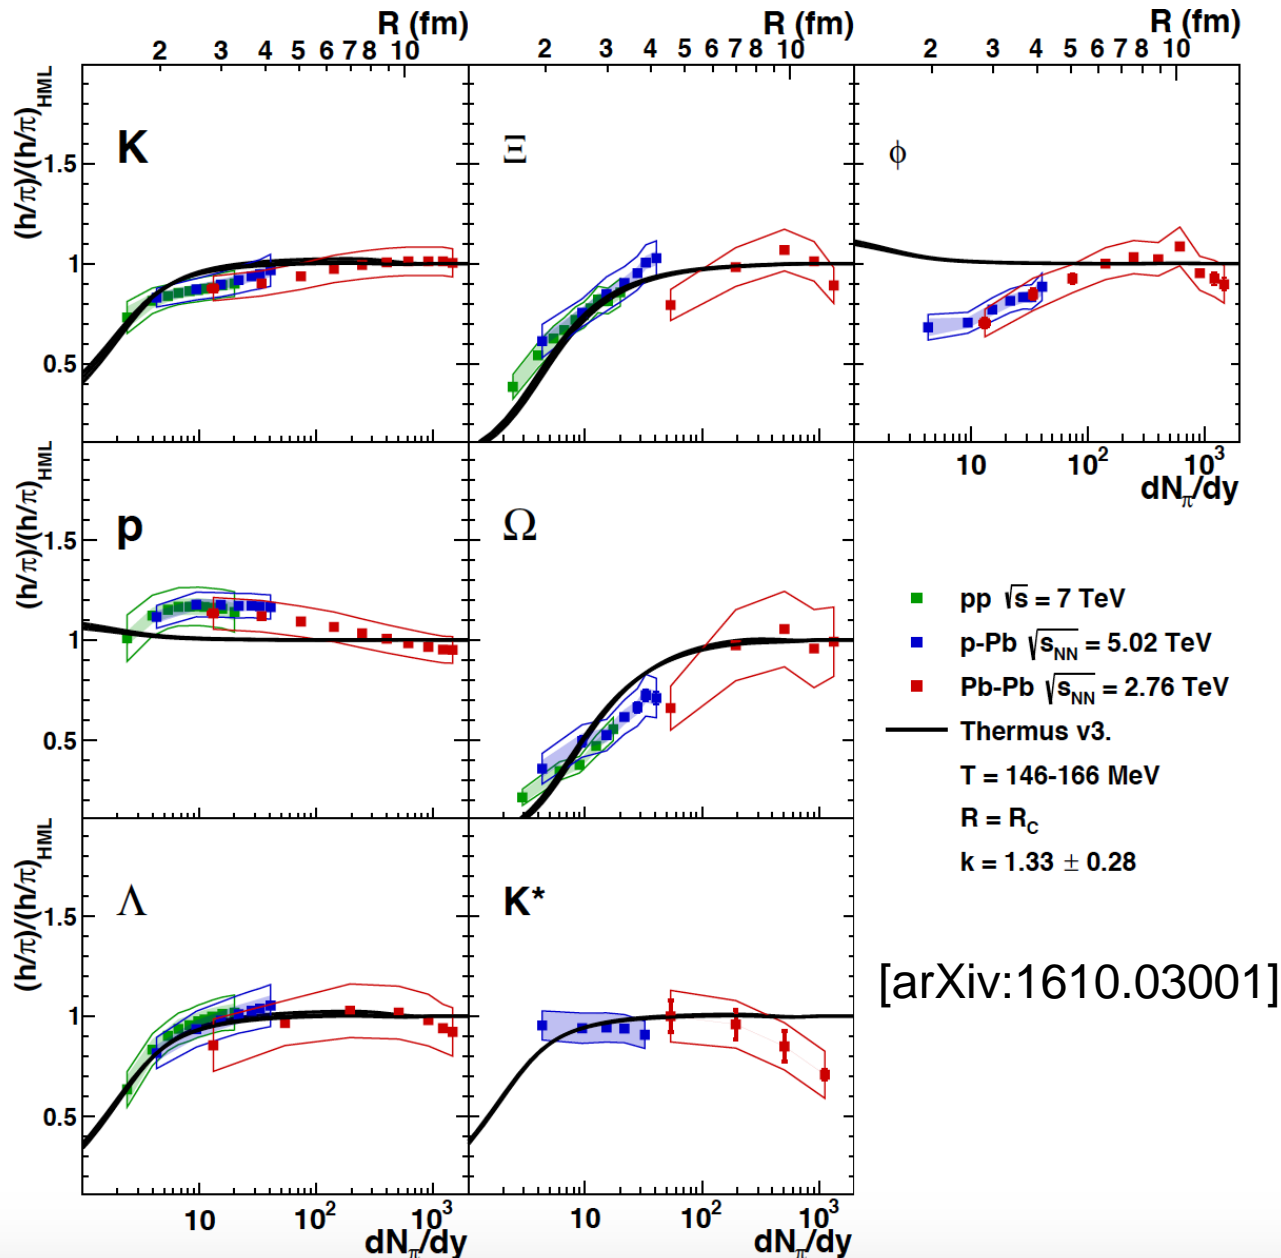 R (fm)
2 3 4 5 6 7 8 10
R (fm)
2 3 4 5 6 7 8 10
R (fm)
2 3 4 5 6 7 8 10
(h/π)/(h/π)HML
1.5
1
0.5
K
Ξ
ϕ
10 10² 10³
dNπ/dy
(h/π)/(h/π)HML
1.5
1
0.5
p
Ω
pp √s = 7 TeV
p-Pb √sNN = 5.02 TeV
Pb-Pb √sNN = 2.76 TeV
Thermus v3.
T = 146-166 MeV
R = RC
k = 1.33 ± 0.28
(h/π)/(h/π)HML
1.5
1
0.5
Λ
K*
[arXiv:1610.03001]
10 10² 10³
dNπ/dy
10 10² 10³
dNπ/dy